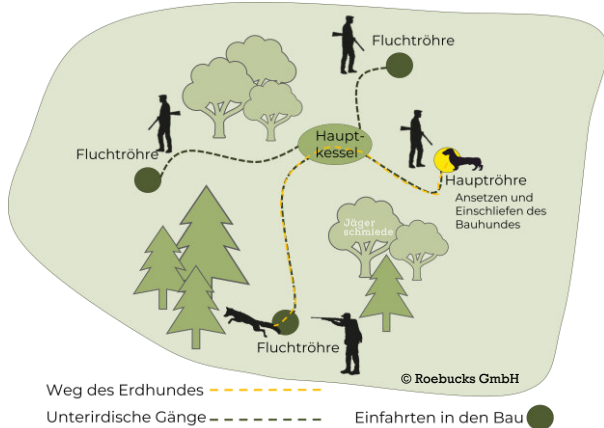 Fluchtröhre
Fluchtröhre
Haupt-
kessel
Hauptröhre
Ansetzen und
Einschliefen des
Bauhundes
Jäger
schmiede
Fluchtröhre
© Roebucks GmbH
Weg des Erdhundes
Unterirdische Gänge
Einfahrten in den Bau